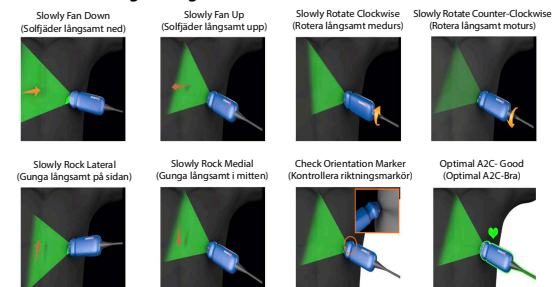 Slowly Fan Down
(Solfjäder långsamt ned)
Slowly Fan Up
(Solfjäder långsamt upp)
Slowly Rotate Clockwise
(Rotera långsamt medurs)
Slowly Rotate Counter-Clockwise
(Rotera långsamt moturs)
Slowly Rock Lateral
(Gunga långsamt på sidan)
Slowly Rock Medial
(Gunga långsamt i mitten)
Check Orientation Marker
(Kontrollera riktningsmarkör)
Optimal A2C- Good
(Optimal A2C-Bra)